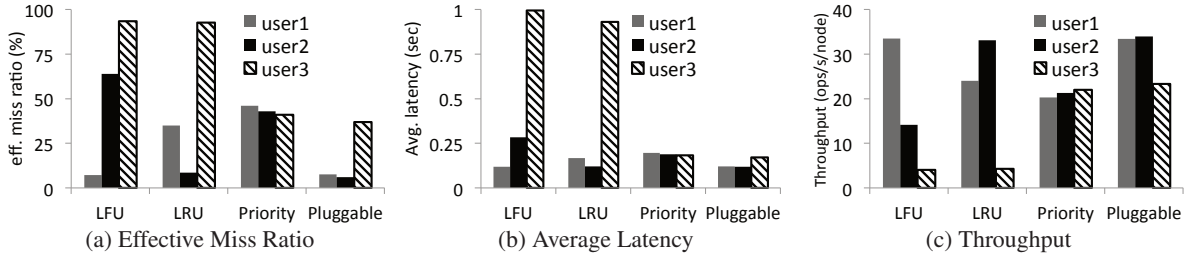 eff. miss ratio (%)
100
75
50
25
0
user1
user2
user3
LFU LRU Priority Pluggable
(a) Effective Miss Ratio
Avg. latency (sec)
1
0.75
0.5
0.25
0
user1
user2
user3
LFU LRU Priority Pluggable
(b) Average Latency
Throughput (ops/s/node)
40
30
20
10
0
user1
user2
user3
LFU LRU Priority Pluggable
(c) Throughput